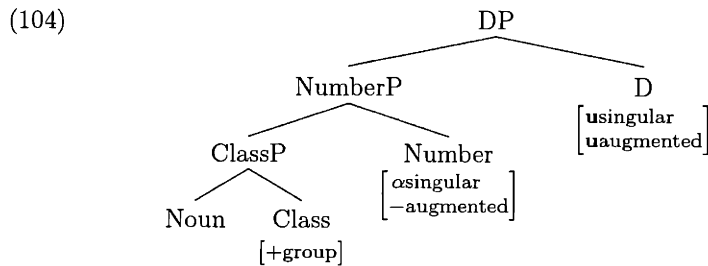 (104)
DP
NumberP D
[usingular
uaugmented]
ClassP Number
[αsingular
−augmented]
Noun Class
[+group]